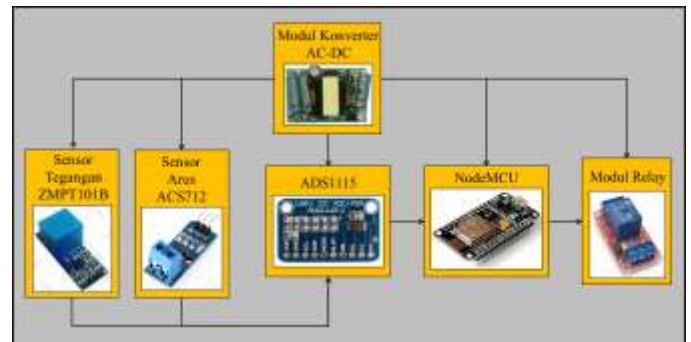 Modul Konverter
AC-DC
Sensor
Tegangan
ZMPT101B
Sensor
Arus
ACS712
ADS1115
NodeMCU
Modul Relay